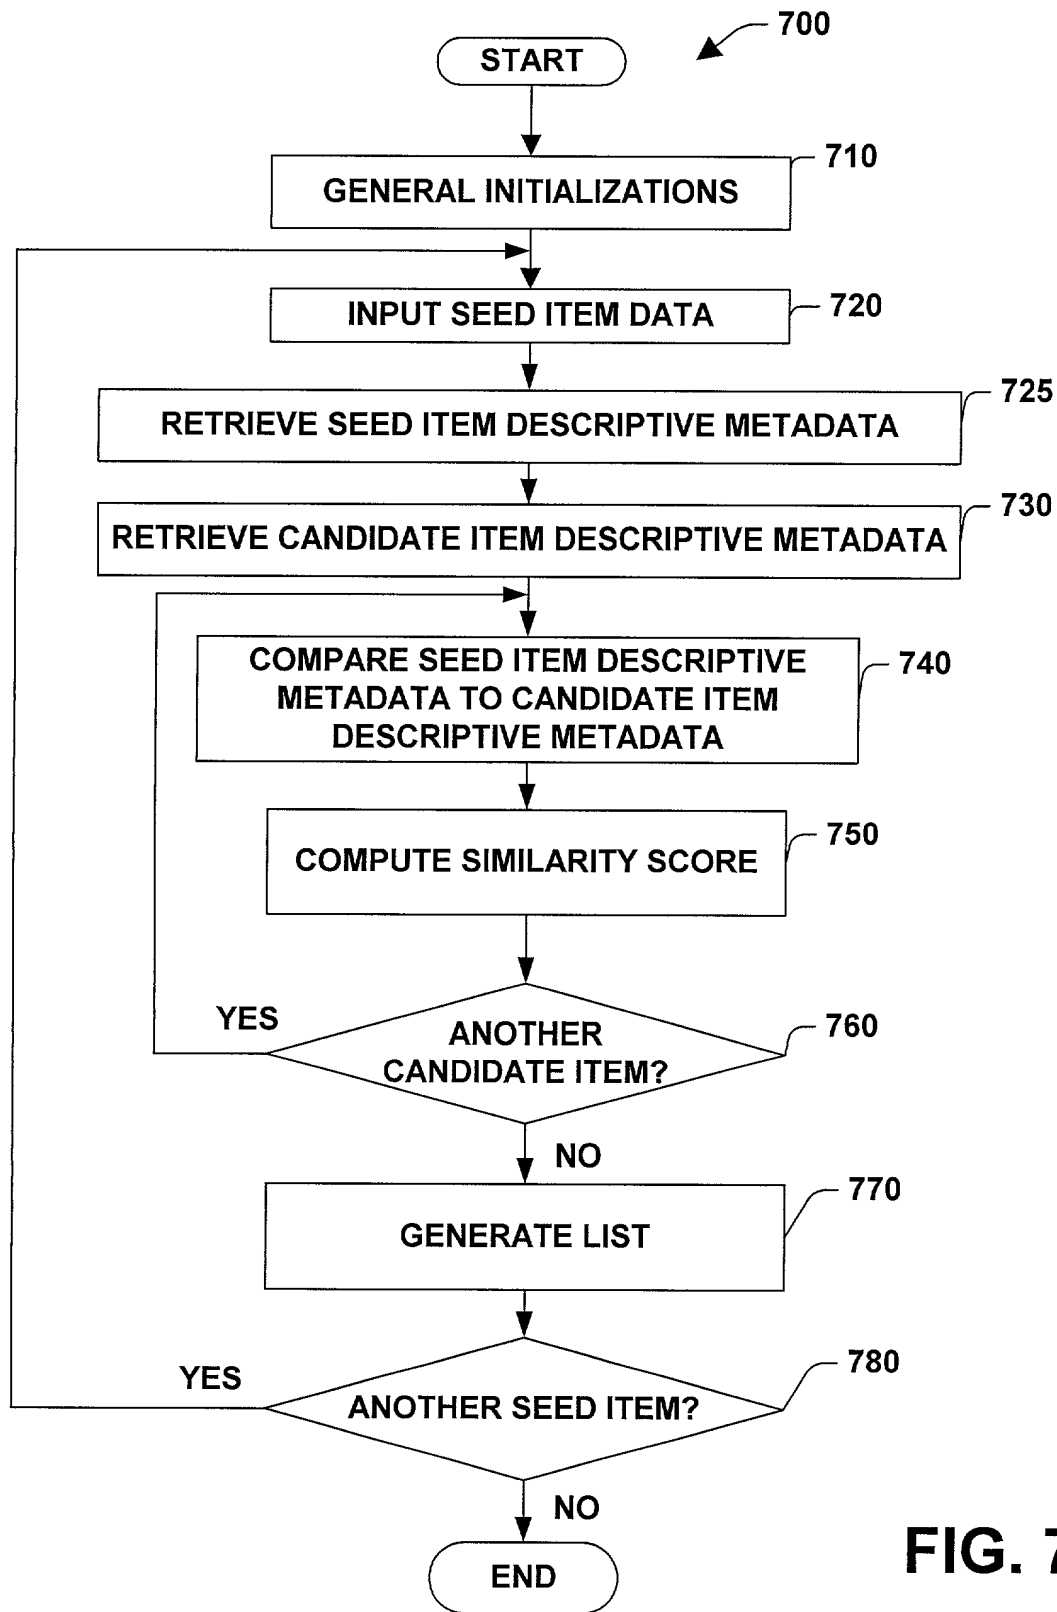 700
START
710
GENERAL INITIALIZATIONS
INPUT SEED ITEM DATA
720
725
RETRIEVE SEED ITEM DESCRIPTIVE METADATA
730
RETRIEVE CANDIDATE ITEM DESCRIPTIVE METADATA
COMPARE SEED ITEM DESCRIPTIVE
METADATA TO CANDIDATE ITEM
DESCRIPTIVE METADATA
740
750
COMPUTE SIMILARITY SCORE
YES
ANOTHER
CANDIDATE ITEM?
760
NO
770
GENERATE LIST
YES
ANOTHER SEED ITEM?
780
NO
END
FIG. 7